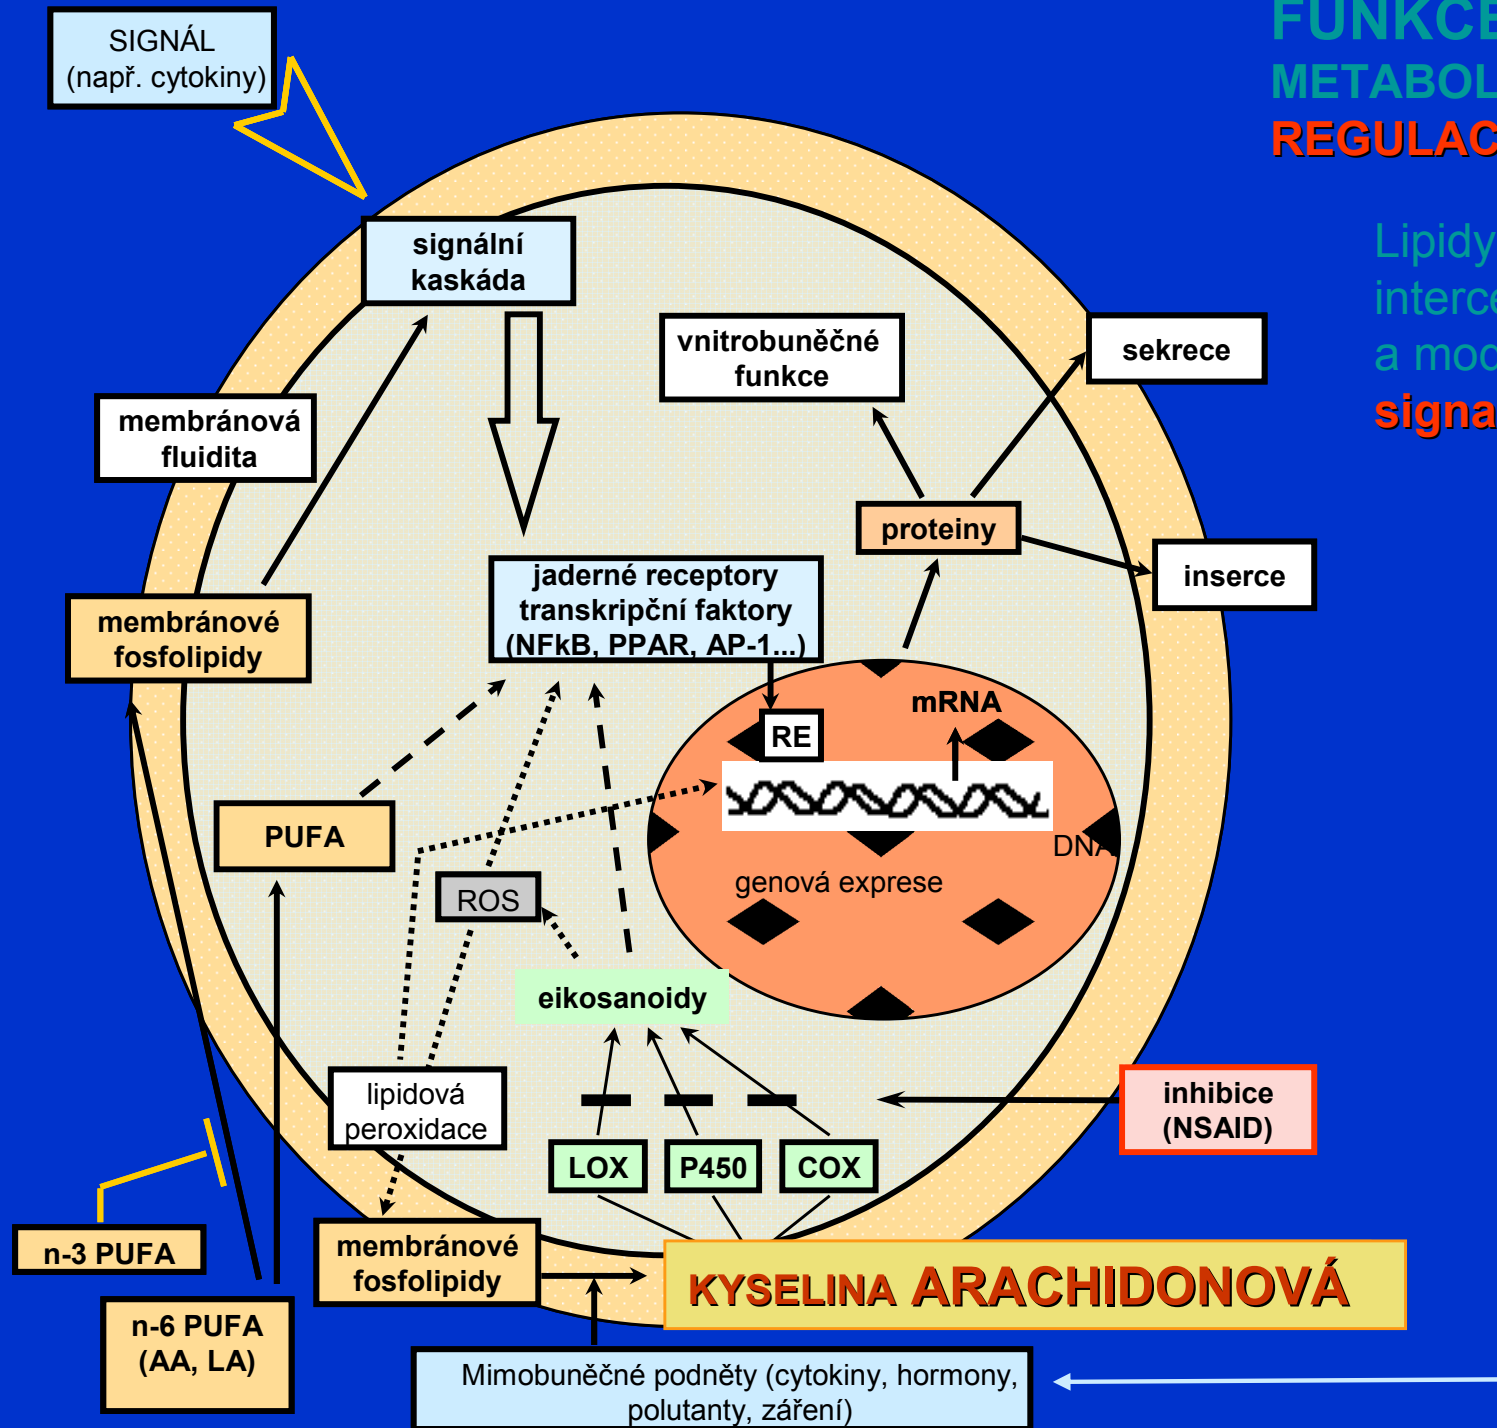 SIGNÁL
(např. cytokiny)
FUNKCE
METABOL
REGULAC
Lipidy
interce
a mod
signa
signální
kaskáda
vnitrobuněčné
funkce
sekrece
membránová
fluidita
proteiny
inserce
jaderné receptory
transkripční faktory
(NFkB, PPAR, AP-1...)
membránové
fosfolipidy
mRNA
RE
PUFA
DNA
genová exprese
ROS
eikosanoidy
lipidová
peroxidace
inhibice
(NSAID)
LOX
P450
COX
n-3 PUFA
membránové
fosfolipidy
KYSELINA ARACHIDONOVÁ
n-6 PUFA
(AA, LA)
Mimobuněčné podněty (cytokiny, hormony,
polutanty, záření)